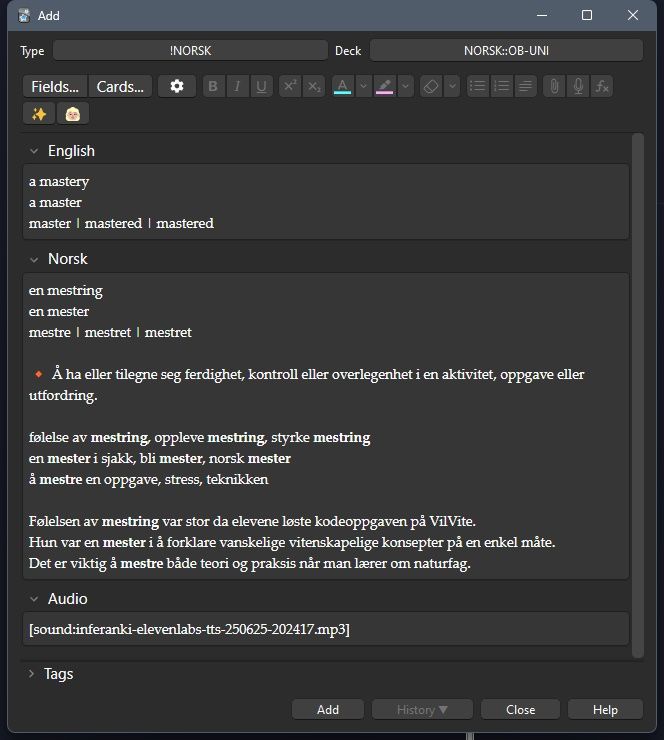 Add
Type !NORSK Deck NORSK::OB-UNI
Fields... Cards... B I U x² x₂ A fx
English
a mastery
a master
master | mastered | mastered
Norsk
en mestring
en mester
mestre | mestret | mestret
🔸 Å ha eller tilegne seg ferdighet, kontroll eller overlegenhet i en aktivitet, oppgave eller
utfordring.
følelse av mestring, oppleve mestring, styrke mestring
en mester i sjakk, bli mester, norsk mester
å mestre en oppgave, stress, teknikken
Følelsen av mestring var stor da elevene løste kodeoppgaven på VilVite.
Hun var en mester i å forklare vanskelige vitenskapelige konsepter på en enkel måte.
Det er viktig å mestre både teori og praksis når man lærer om naturfag.
Audio
[sound:inferanki-elevenlabs-tts-250625-202417.mp3]
Tags
Add History ▼ Close Help